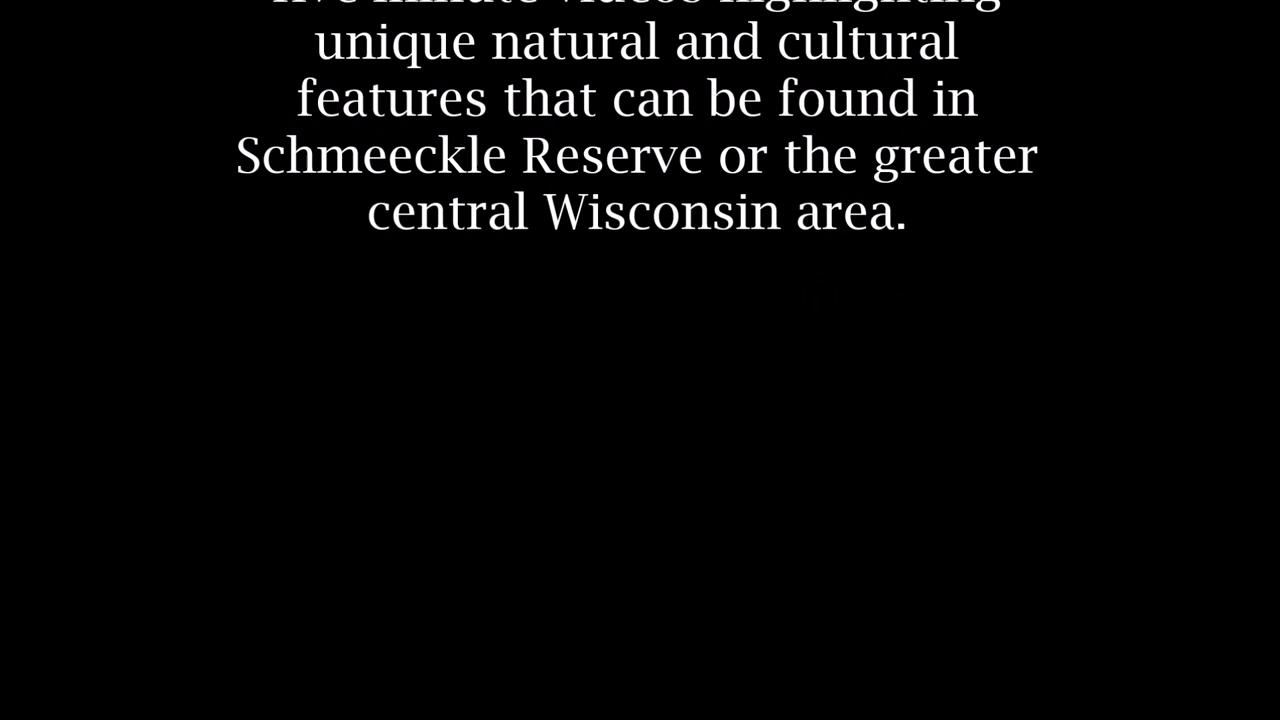 five minute videos highlighting
unique natural and cultural
features that can be found in
Schmeeckle Reserve or the greater
central Wisconsin area.